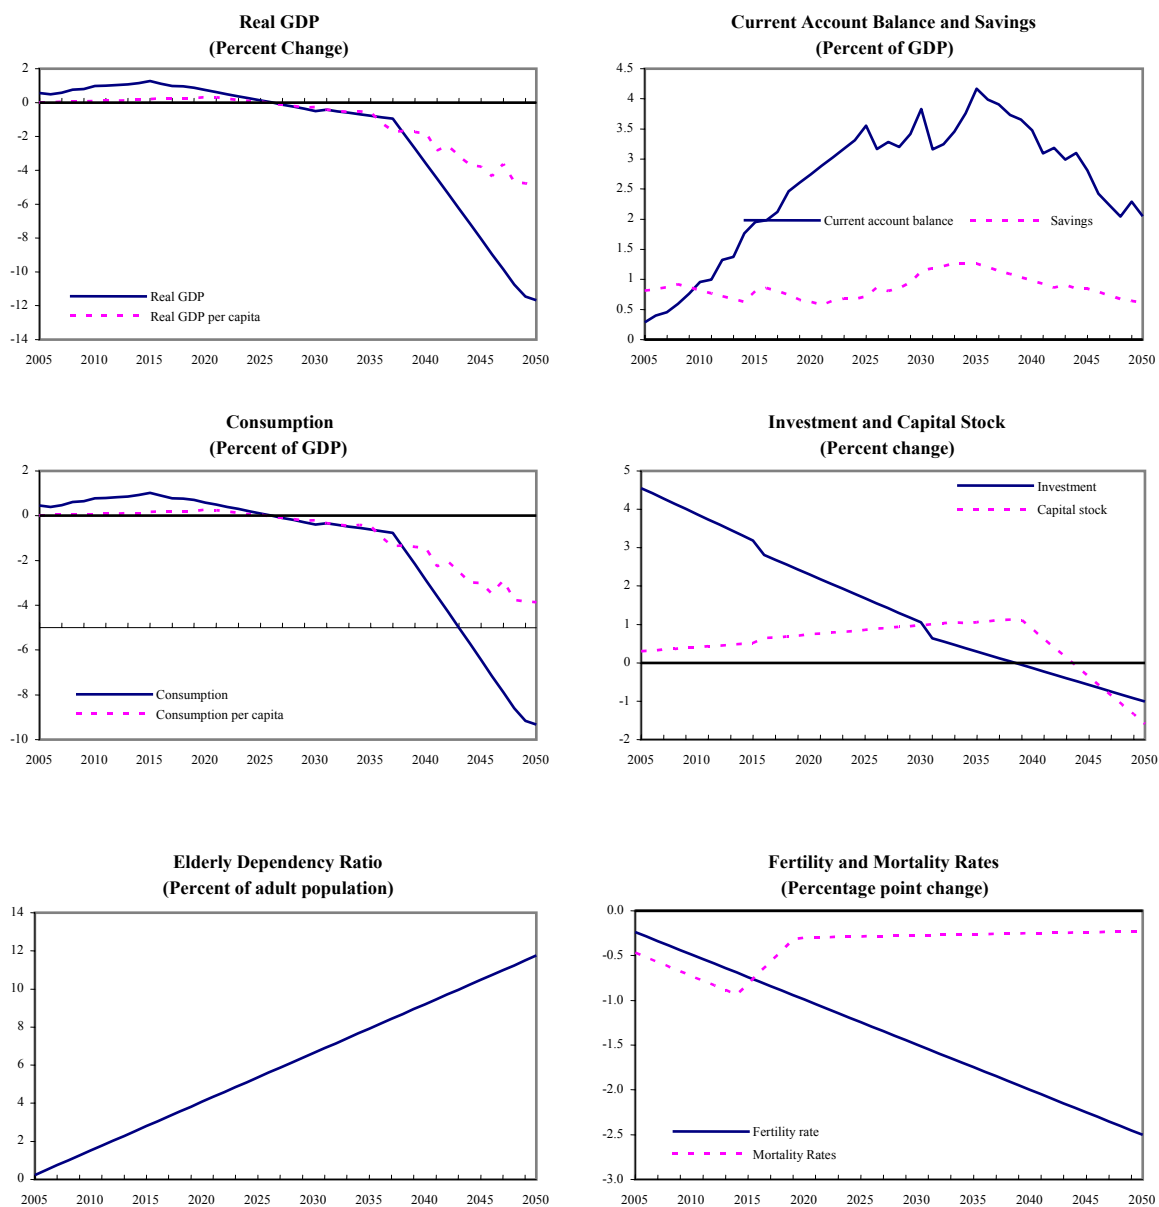 Real GDP
(Percent Change)
2
0
-2
-4
-6
-8
-10
-12
-14
Real GDP
Real GDP per capita
2005 2010 2015 2020 2025 2030 2035 2040 2045 2050
Current Account Balance and Savings
(Percent of GDP)
4.5
4
3.5
3
2.5
2
1.5
1
0.5
0
Current account balance Savings
2005 2010 2015 2020 2025 2030 2035 2040 2045 2050
Consumption
(Percent of GDP)
2
0
-2
-4
-6
-8
-10
Consumption
Consumption per capita
2005 2010 2015 2020 2025 2030 2035 2040 2045 2050
Investment and Capital Stock
(Percent change)
5
4
3
2
1
0
-1
-2
Investment
Capital stock
2005 2010 2015 2020 2025 2030 2035 2040 2045 2050
Elderly Dependency Ratio
(Percent of adult population)
14
12
10
8
6
4
2
0
2005 2010 2015 2020 2025 2030 2035 2040 2045 2050
Fertility and Mortality Rates
(Percentage point change)
0.0
-0.5
-1.0
-1.5
-2.0
-2.5
-3.0
Fertility rate
Mortality Rates
2005 2010 2015 2020 2025 2030 2035 2040 2045 2050